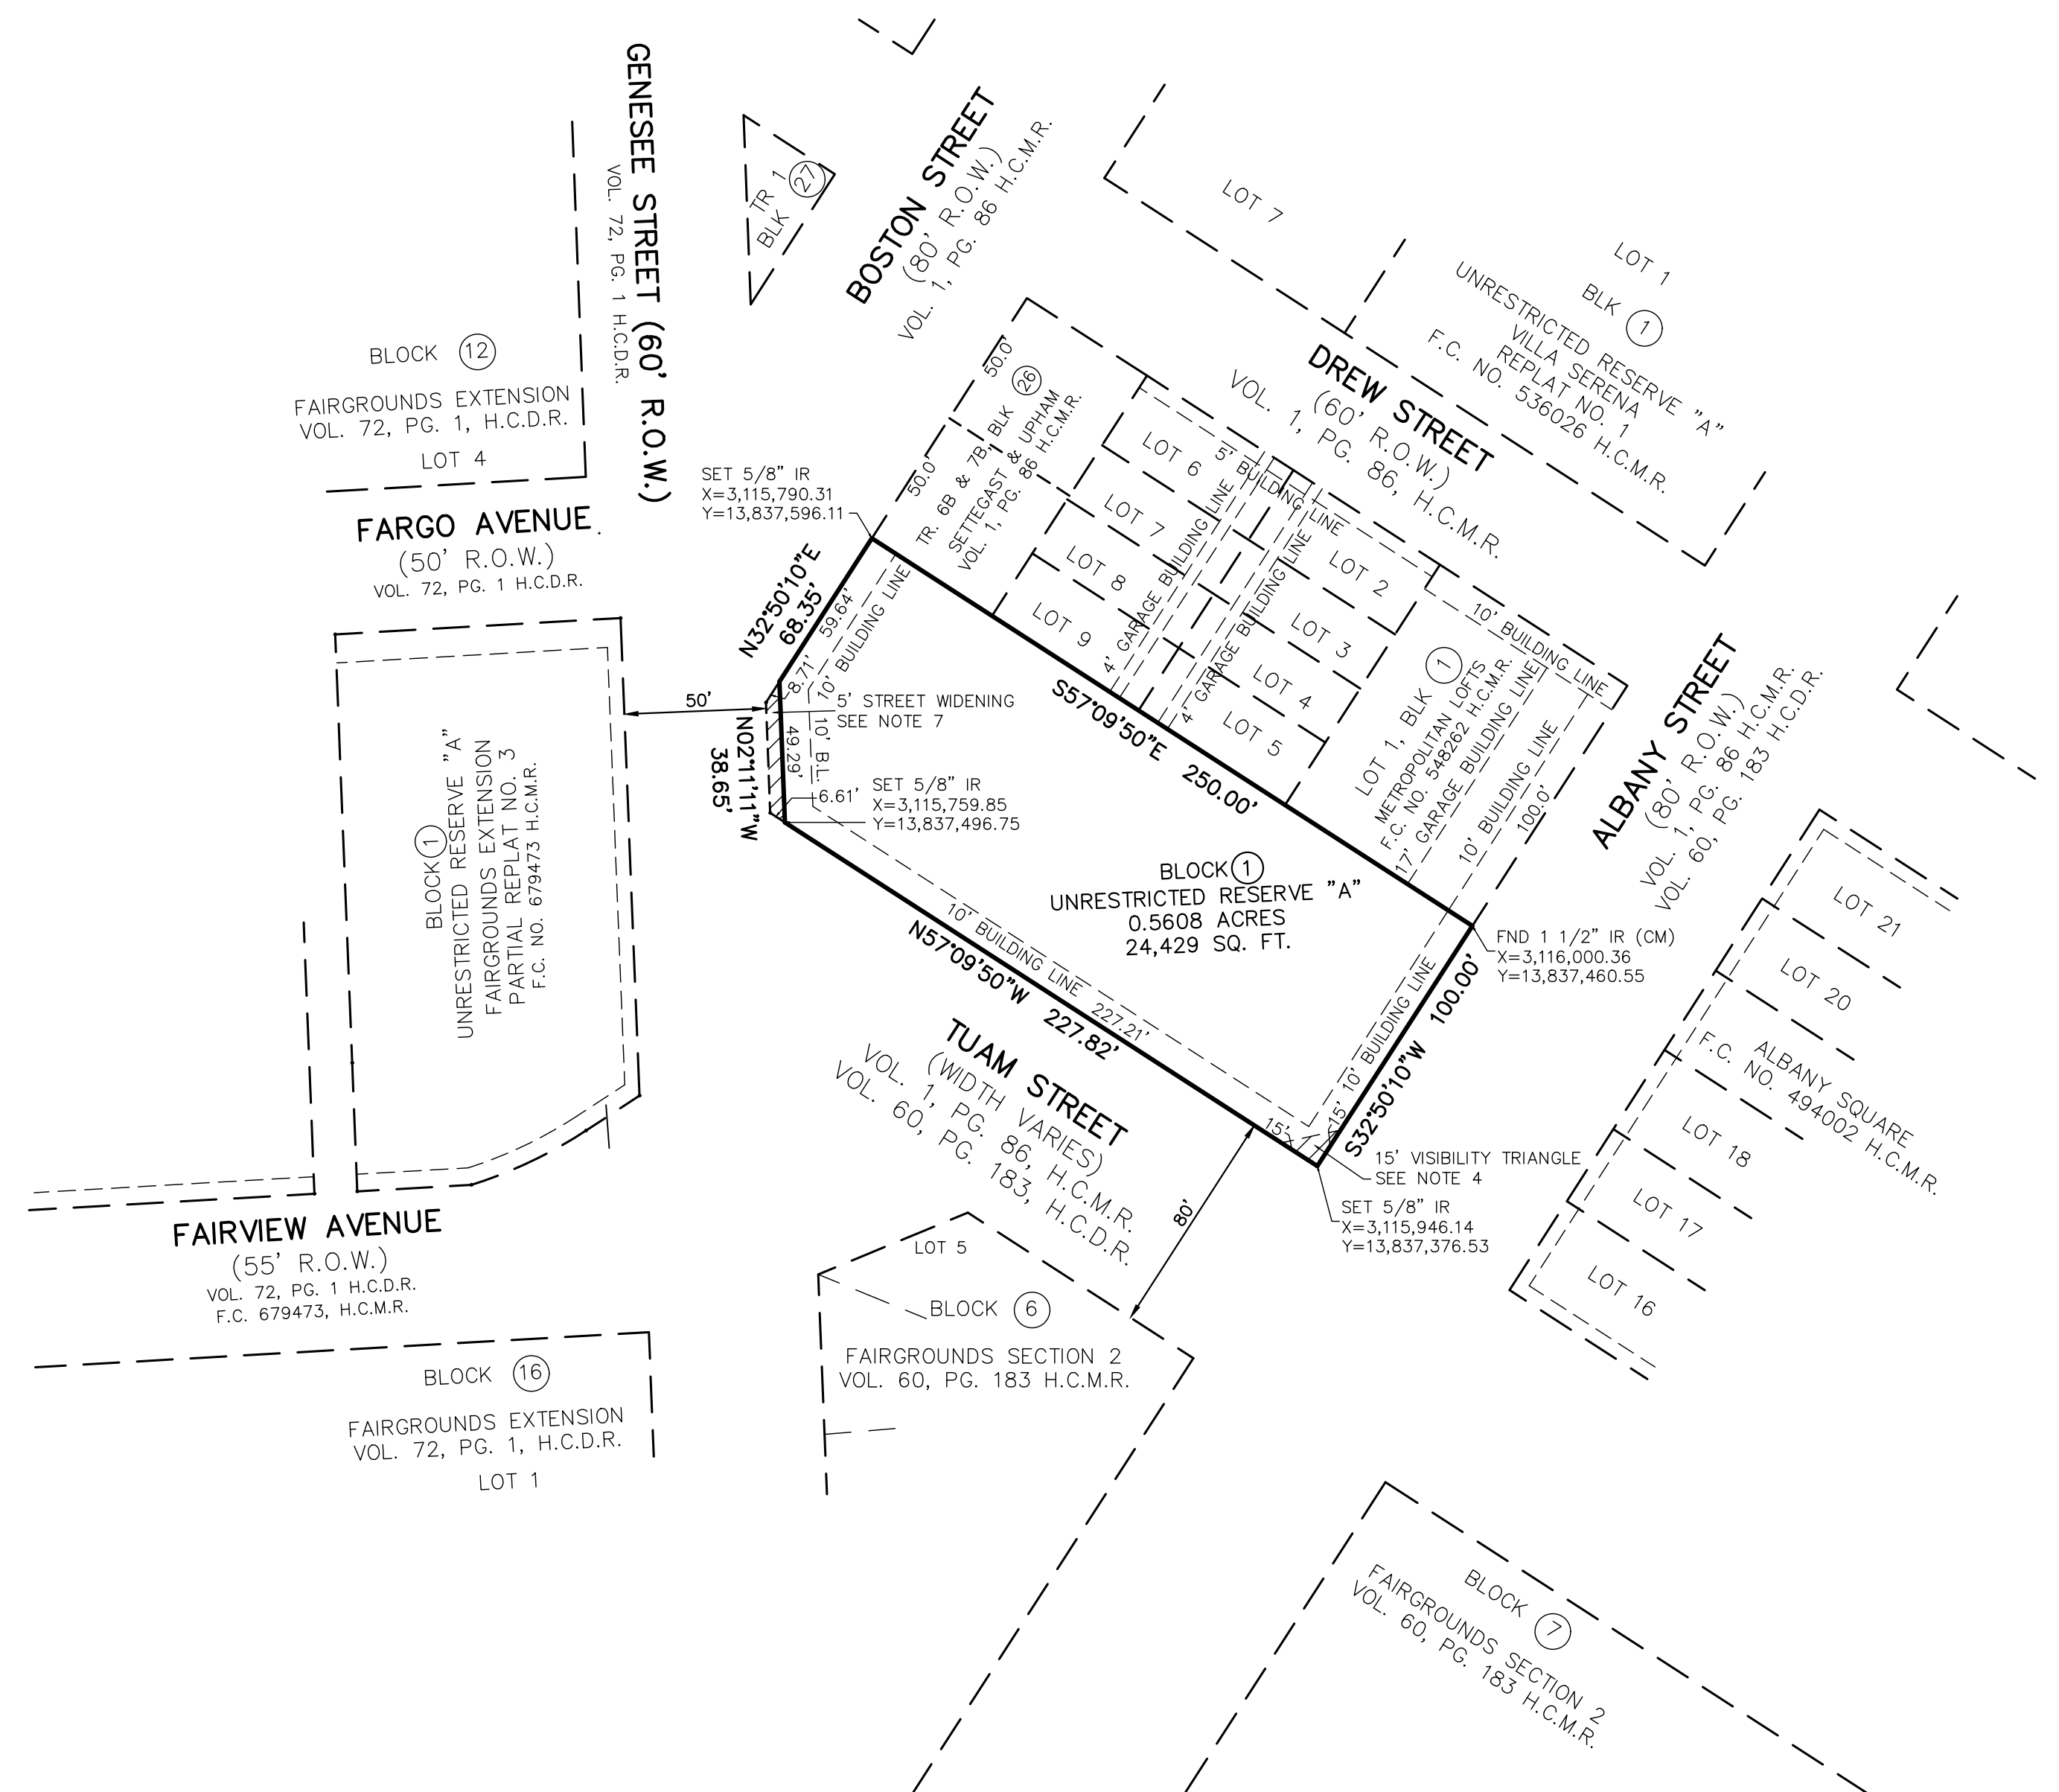 GENESEE STREET (60' R.O.W.)
VOL. 72, PG. 1 H.C.D.R.
TR 1
BLK 27
BOSTON STREET
(80' R.O.W.)
VOL. 1, PG. 86 H.C.M.R.
LOT 7
LOT 1
BLK 1
UNRESTRICTED RESERVE "A"
VILLA SERENA
REPLAT NO. 1
F.C. NO. 536026 H.C.M.R.
DREW STREET
(60' R.O.W.)
VOL. 1, PG. 86, H.C.M.R.
BLOCK 12
FAIRGROUNDS EXTENSION
VOL. 72, PG. 1, H.C.D.R.
LOT 4
FARGO AVENUE
(50' R.O.W.)
VOL. 72, PG. 1 H.C.D.R.
SET 5/8" IR
X=3,115,790.31
Y=13,837,596.11
50.0'
50.0'
TR. 6B & 7B, BLK 26
SETTEGAST & UPHAM
VOL. 1, PG. 86 H.C.M.R.
LOT 6
LOT 7
LOT 8
LOT 9
5' BUILDING LINE
4' GARAGE BUILDING LINE
4' GARAGE BUILDING LINE
LOT 2
LOT 3
LOT 4
LOT 5
10' BUILDING LINE
LOT 1, BLK 1
METROPOLITAN LOFTS
F.C. NO. 548262 H.C.M.R.
17' GARAGE BUILDING LINE
10' BUILDING LINE
100.0'
ALBANY STREET
(80' R.O.W.)
VOL. 1, PG. 86 H.C.M.R.
VOL. 60, PG. 183 H.C.D.R.
N32°50'10"E
68.35'
59.64'
8.71'
10' BUILDING LINE
50'
5' STREET WIDENING
SEE NOTE 7
N02°11'11"W
38.65'
49.29'
10' B.L.
6.61'
SET 5/8" IR
X=3,115,759.85
Y=13,837,496.75
S57°09'50"E 250.00'
BLOCK 1
UNRESTRICTED RESERVE "A"
0.5608 ACRES
24,429 SQ. FT.
FND 1 1/2" IR (CM)
X=3,116,000.36
Y=13,837,460.55
10' BUILDING LINE 227.21'
N57°09'50"W 227.82'
10' BUILDING LINE
S32°50'10"W 100.00'
15'
15'
15' VISIBILITY TRIANGLE
SEE NOTE 4
SET 5/8" IR
X=3,115,946.14
Y=13,837,376.53
TUAM STREET
(WIDTH VARIES)
VOL. 1, PG. 86, H.C.M.R.
VOL. 60, PG. 183, H.C.D.R.
80'
BLOCK 1
UNRESTRICTED RESERVE "A"
FAIRGROUNDS EXTENSION
PARTIAL REPLAT NO. 3
F.C. NO. 679473 H.C.M.R.
FAIRVIEW AVENUE
(55' R.O.W.)
VOL. 72, PG. 1 H.C.D.R.
F.C. 679473, H.C.M.R.
BLOCK 16
FAIRGROUNDS EXTENSION
VOL. 72, PG. 1, H.C.D.R.
LOT 1
LOT 5
BLOCK 6
FAIRGROUNDS SECTION 2
VOL. 60, PG. 183 H.C.M.R.
LOT 21
LOT 20
ALBANY SQUARE
F.C. NO. 494002 H.C.M.R.
LOT 18
LOT 17
LOT 16
BLOCK 7
FAIRGROUNDS SECTION 2
VOL. 60, PG. 183 H.C.M.R.